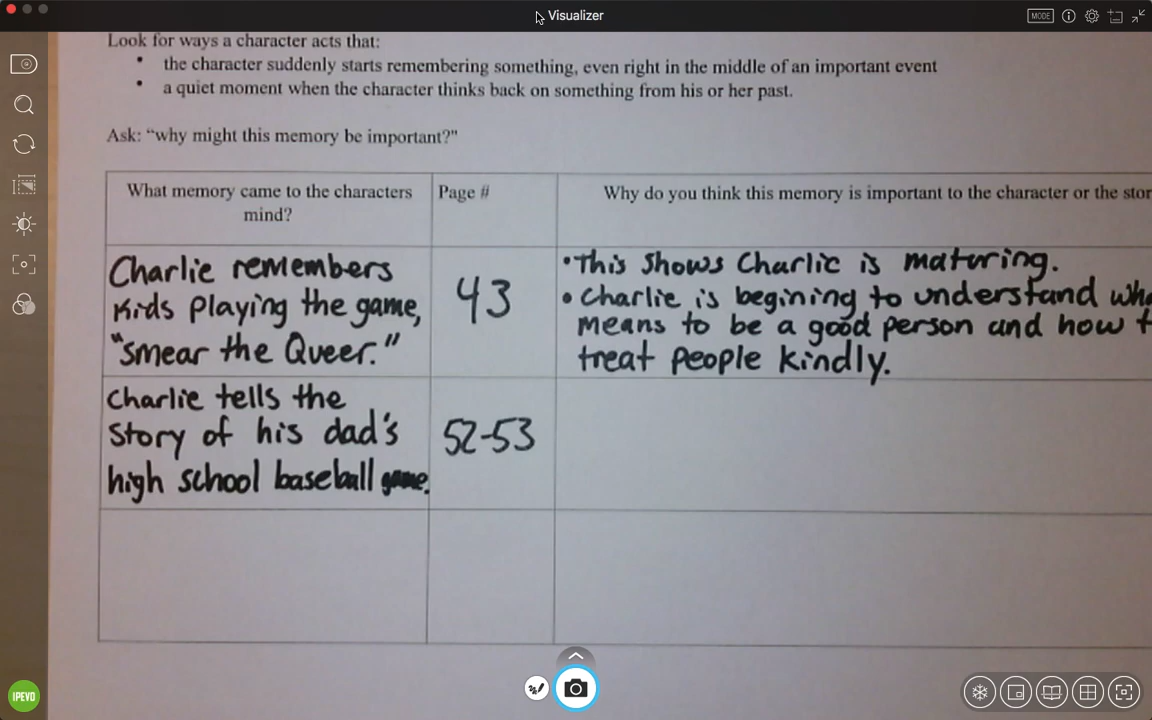 Visualizer
MODE
Look for ways a character acts that:
• the character suddenly starts remembering something, even right in the middle of an important event
• a quiet moment when the character thinks back on something from his or her past.
Ask: “why might this memory be important?"
What memory came to the characters
mind?
Page #
Why do you think this memory is important to the character or the stor
Charlie remembers
kids playing the game,
"Smear the Queer."
43
• This shows Charlie is maturing.
• Charlie is begining to understand wh
means to be a good person and how t
treat people kindly.
Charlie tells the
story of his dad's
high school baseball game.
52-53
IPEVO